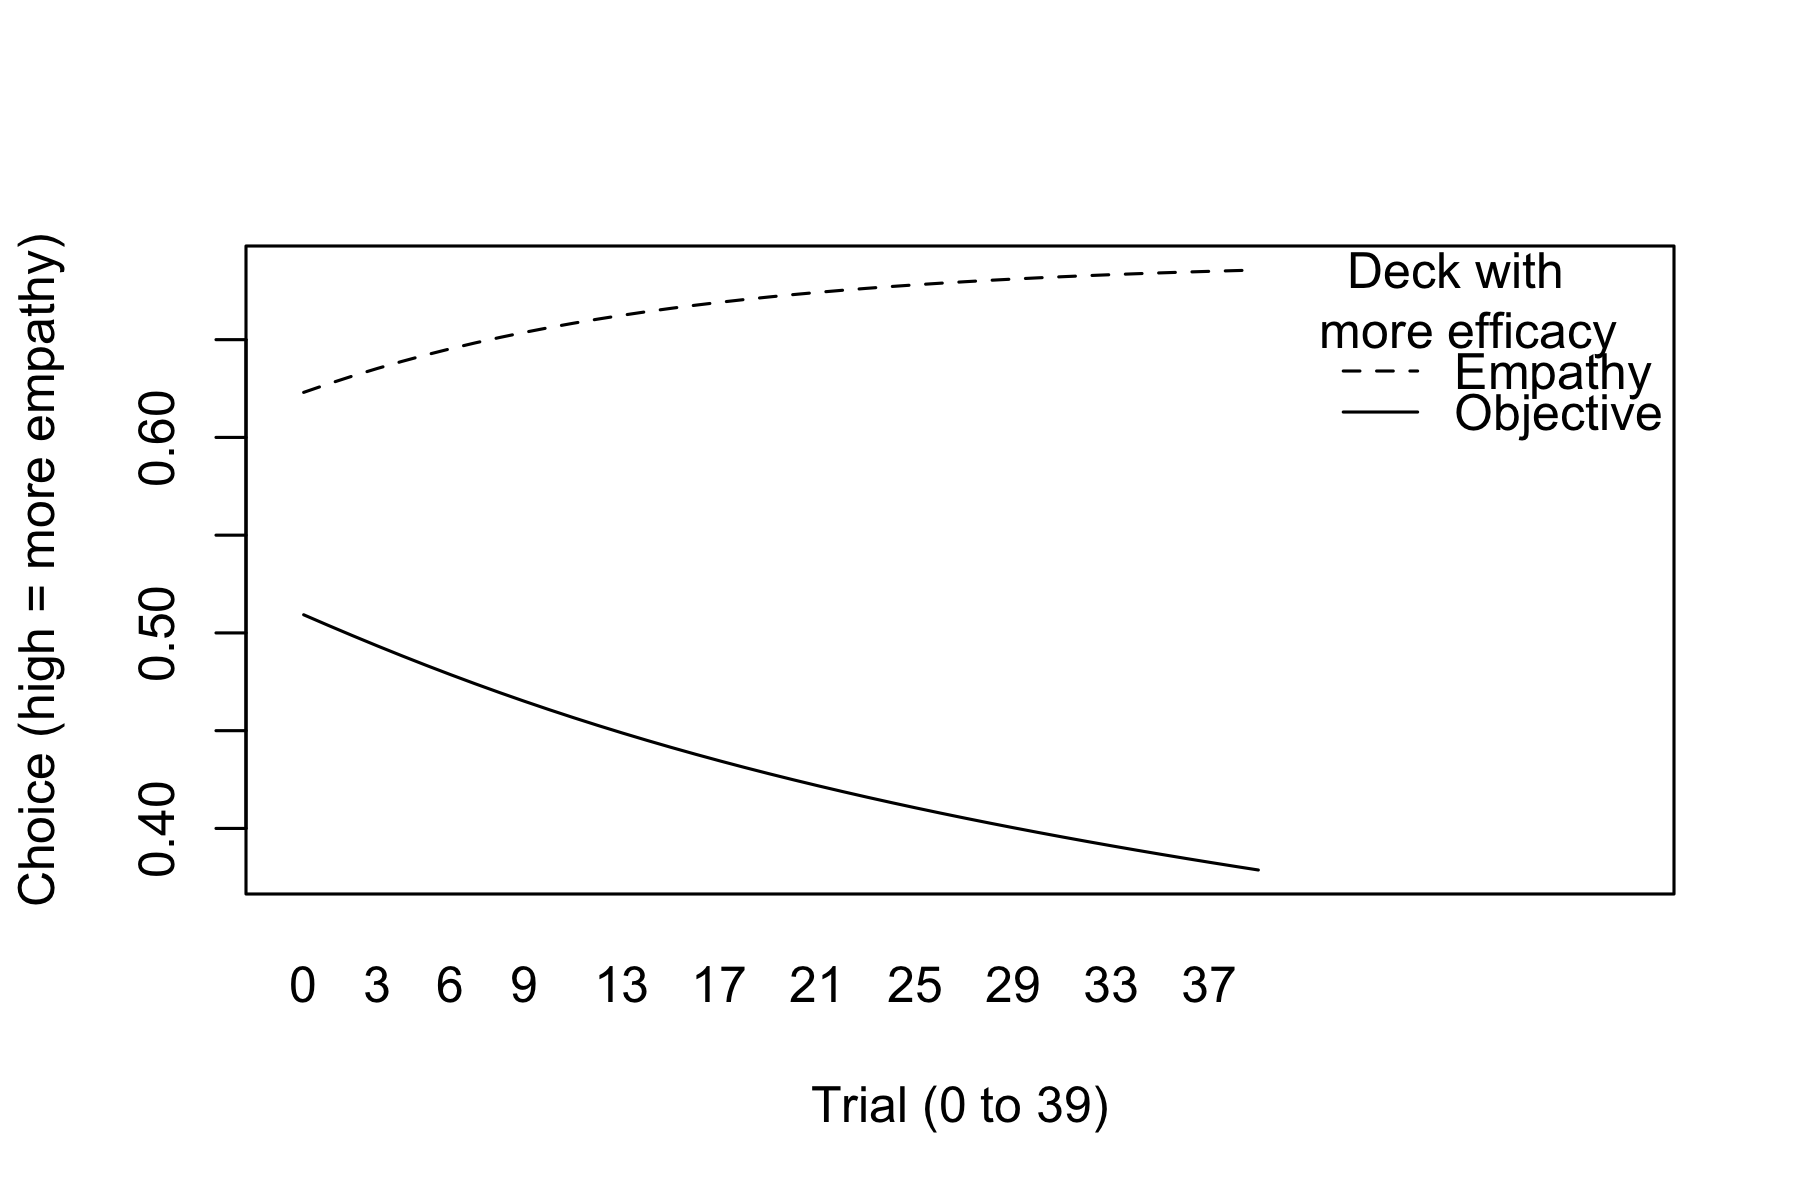 Choice (high = more empathy)
0.60
0.50
0.40
Deck with
more efficacy
Empathy
Objective
0 3 6 9 13 17 21 25 29 33 37
Trial (0 to 39)